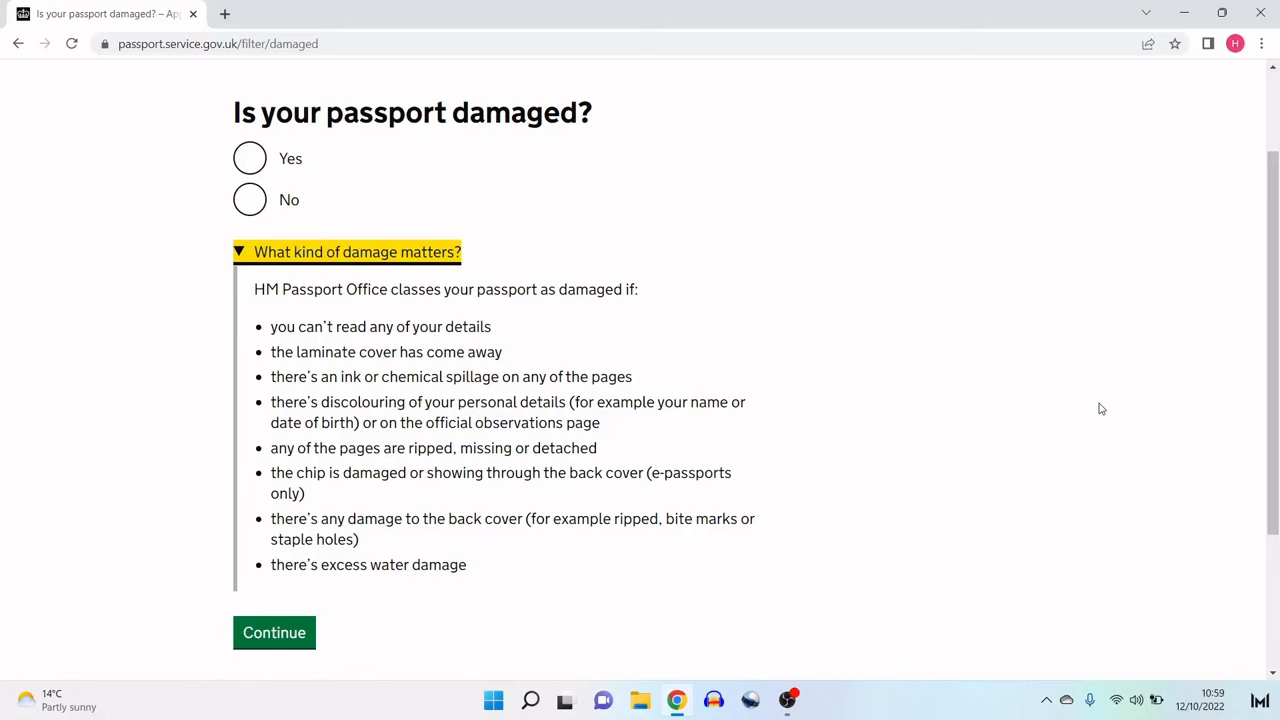 Is your passport damaged? – Ap
passport.service.gov.uk/filter/damaged
H
Is your passport damaged?
Yes
No
What kind of damage matters?
HM Passport Office classes your passport as damaged if:
• you can't read any of your details
• the laminate cover has come away
• there's an ink or chemical spillage on any of the pages
• there's discolouring of your personal details (for example your name or
date of birth) or on the official observations page
• any of the pages are ripped, missing or detached
• the chip is damaged or showing through the back cover (e-passports
only)
• there's any damage to the back cover (for example ripped, bite marks or
staple holes)
• there's excess water damage
Continue
14°C
Partly sunny
10:59
12/10/2022